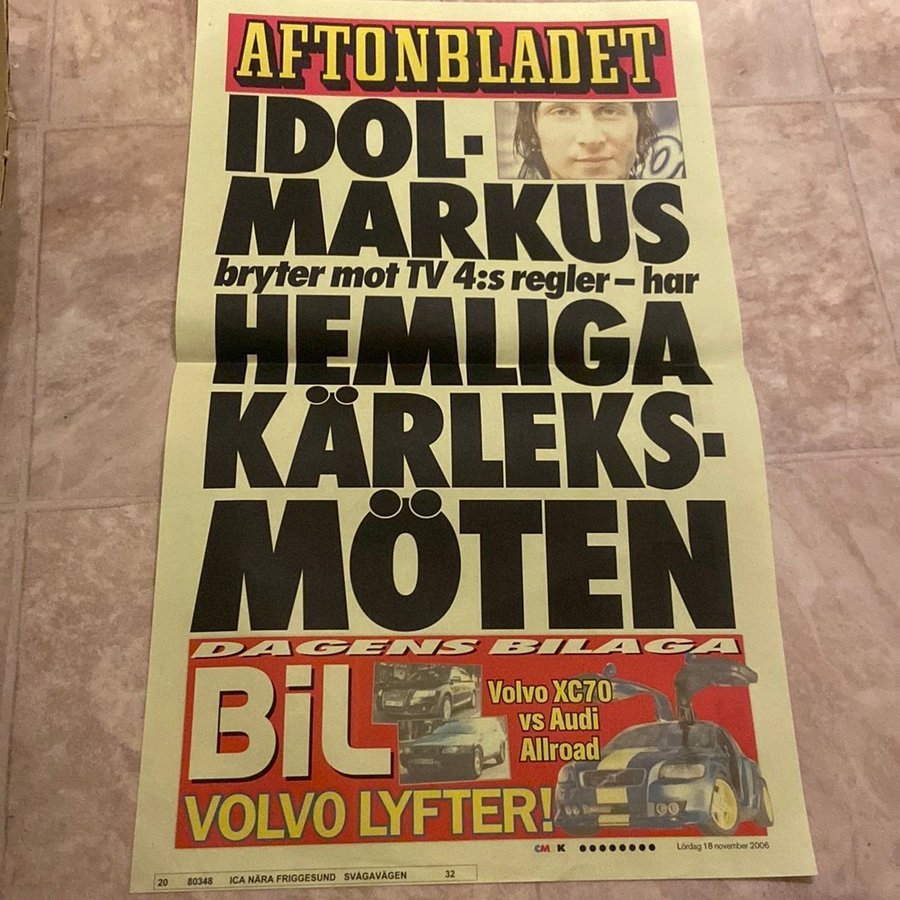 AFTONBLADET
IDOL-
MARKUS
bryter mot TV 4:s regler – har
HEMLIGA
KÄRLEKS-
MÖTEN
DAGENS BILAGA
BiL
Volvo XC70
vs Audi
Allroad
VOLVO LYFTER!
CM K
Lördag 18 november 2006
20 80348 ICA NÄRA FRIGGESUND SVÅGAVÄGEN 32